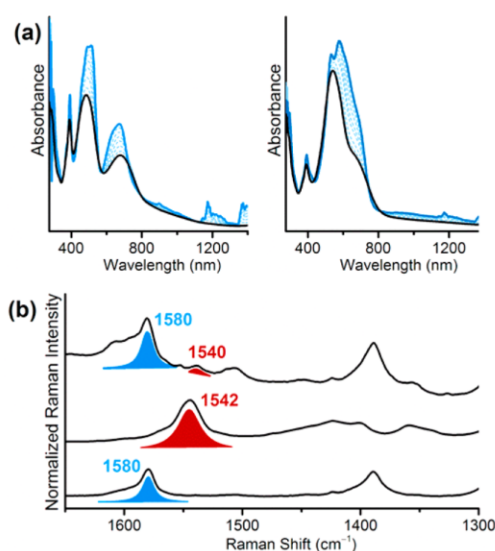 (a)
Absorbance
400 800 1200
Wavelength (nm)
Absorbance
400 800 1200
Wavelength (nm)
(b)
Normalized Raman Intensity
1580
1540
1542
1580
1600 1500 1400 1300
Raman Shift (cm⁻¹)